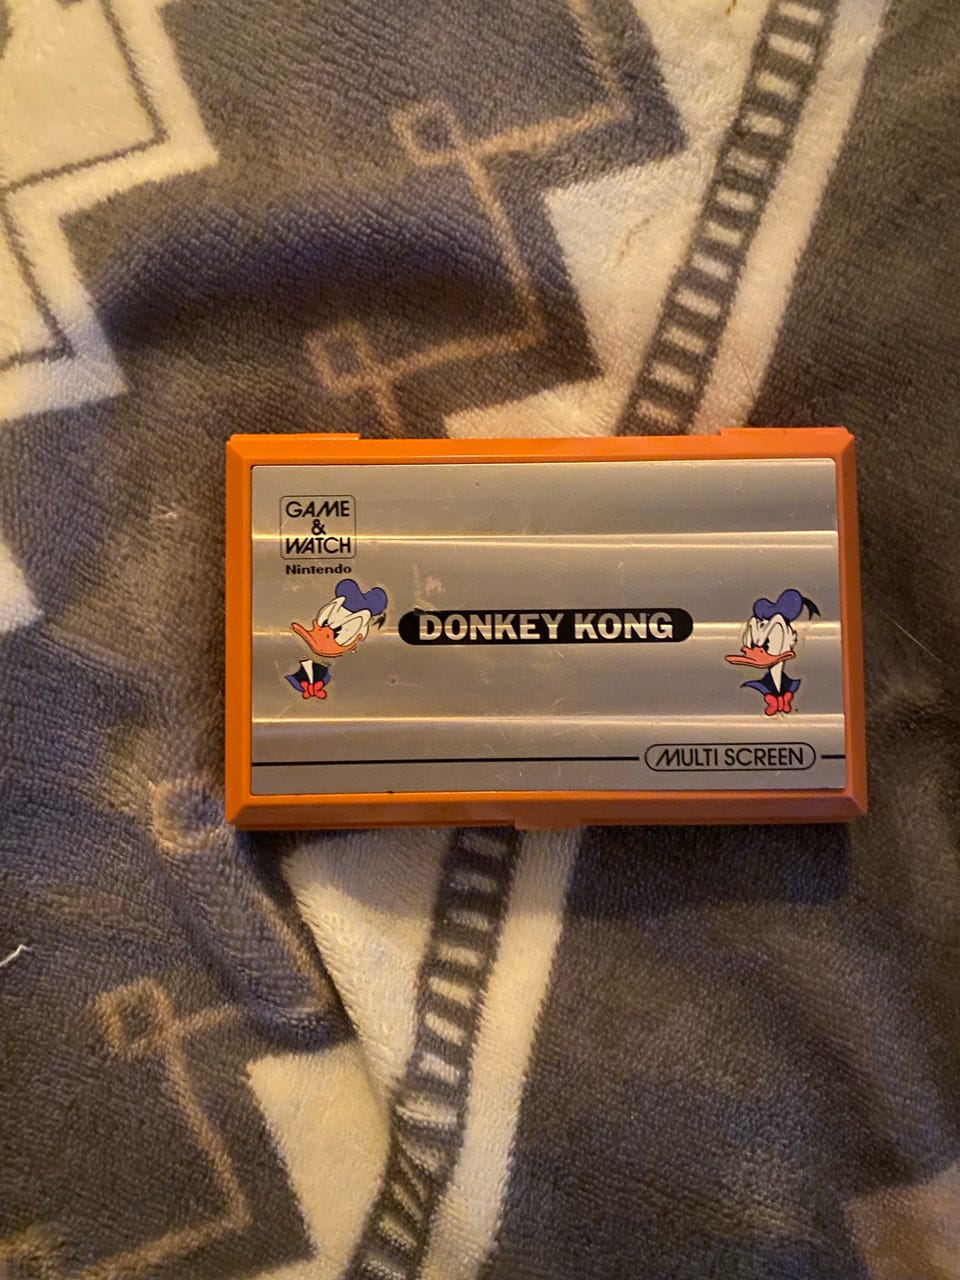 GAME
&
WATCH
Nintendo
DONKEY KONG
MULTI SCREEN